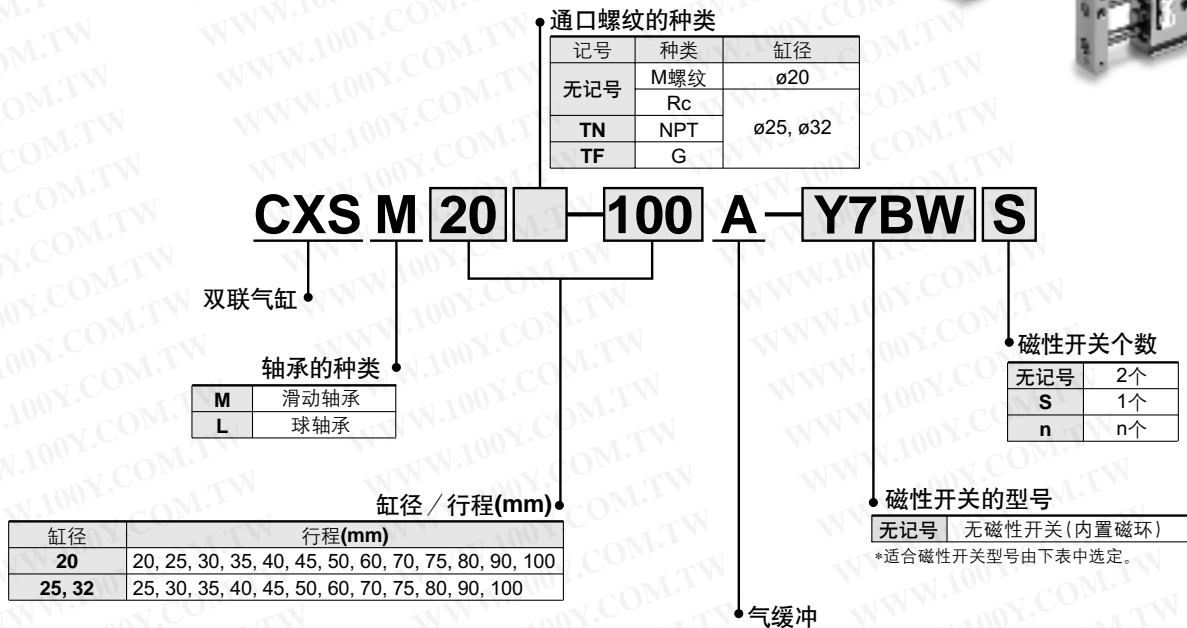 通口螺纹的种类
记号 种类 缸径
无记号 M螺纹 ø20
Rc ø25, ø32
TN NPT
TF G
CXS M 20 - 100 A - Y7BW S
双联气缸
轴承的种类
M 滑动轴承
L 球轴承
磁性开关个数
无记号 2个
S 1个
n n个
缸径/行程(mm)
缸径 行程(mm)
20 20, 25, 30, 35, 40, 45, 50, 60, 70, 75, 80, 90, 100
25, 32 25, 30, 35, 40, 45, 50, 60, 70, 75, 80, 90, 100
磁性开关的型号
无记号 无磁性开关(内置磁环)
*适合磁性开关型号由下表中选定。
气缓冲
WWW.100Y.COM.TW